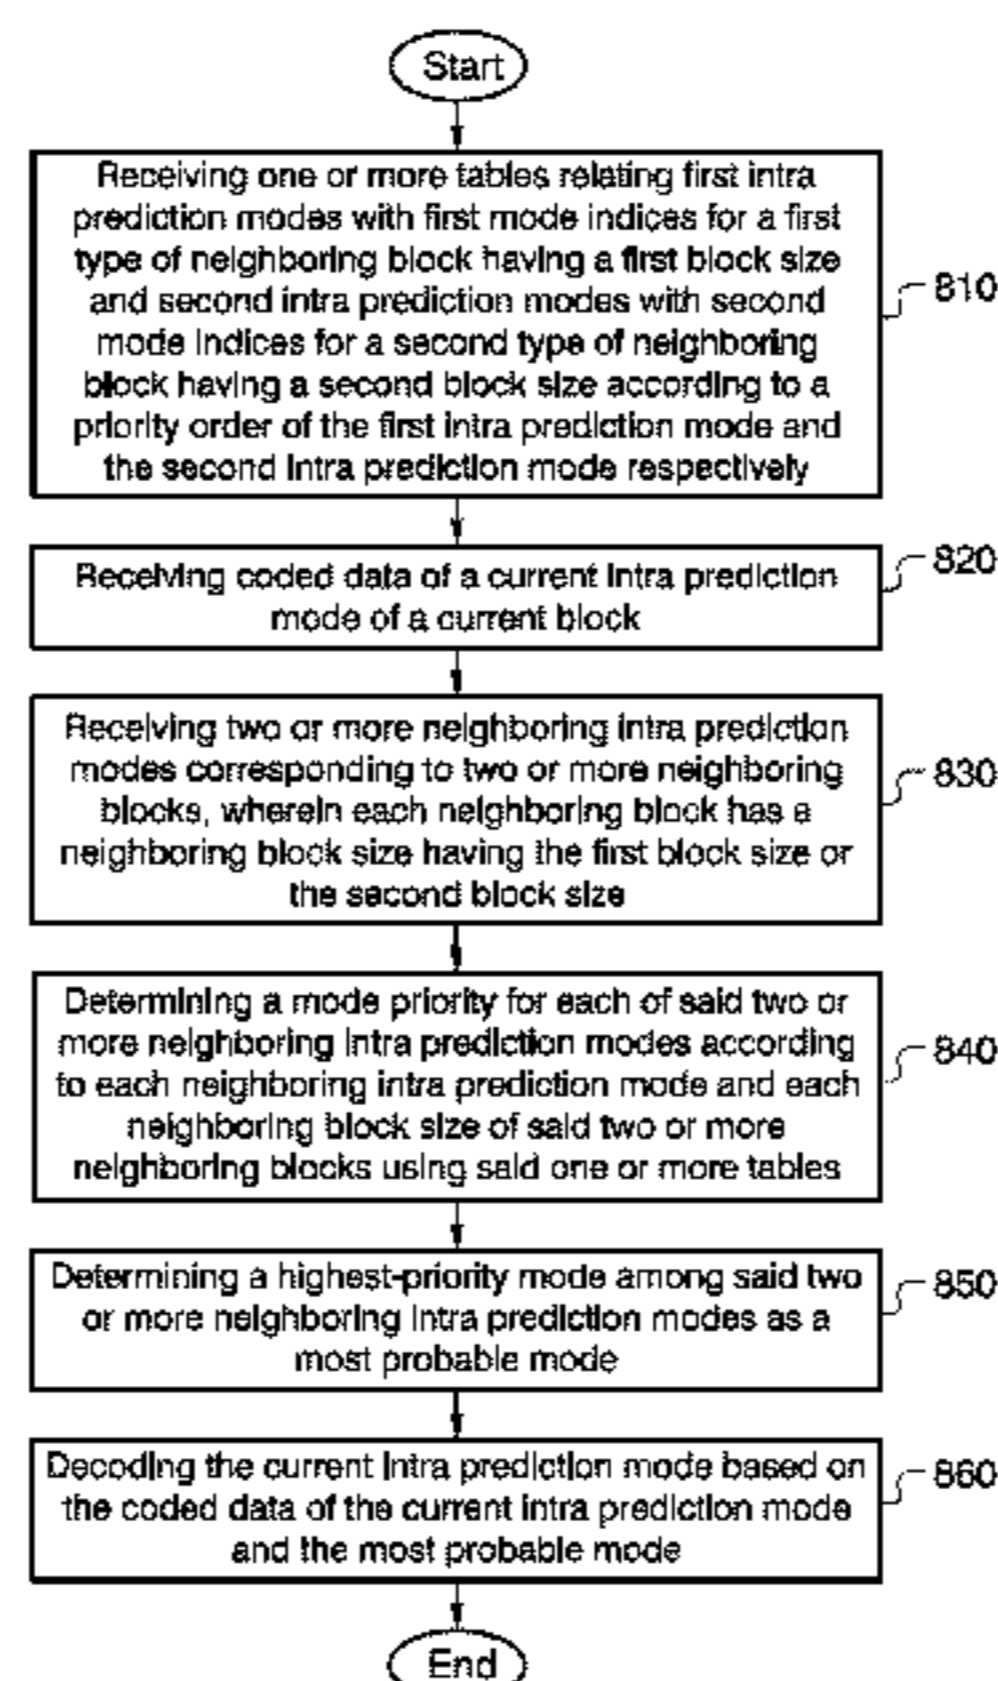 Start
Receiving one or more tables relating first intra
prediction modes with first mode indices for a first
type of neighboring block having a first block size
and second intra prediction modes with second
mode indices for a second type of neighboring
block having a second block size according to a
priority order of the first intra prediction mode and
the second intra prediction mode respectively
810
Receiving coded data of a current intra prediction
mode of a current block
820
Receiving two or more neighboring intra prediction
modes corresponding to two or more neighboring
blocks, wherein each neighboring block has a
neighboring block size having the first block size or
the second block size
830
Determining a mode priority for each of said two or
more neighboring intra prediction modes according
to each neighboring intra prediction mode and each
neighboring block size of said two or more
neighboring blocks using said one or more tables
840
Determining a highest-priority mode among said two
or more neighboring intra prediction modes as a
most probable mode
850
Decoding the current intra prediction mode based on
the coded data of the current intra prediction mode
and the most probable mode
860
End